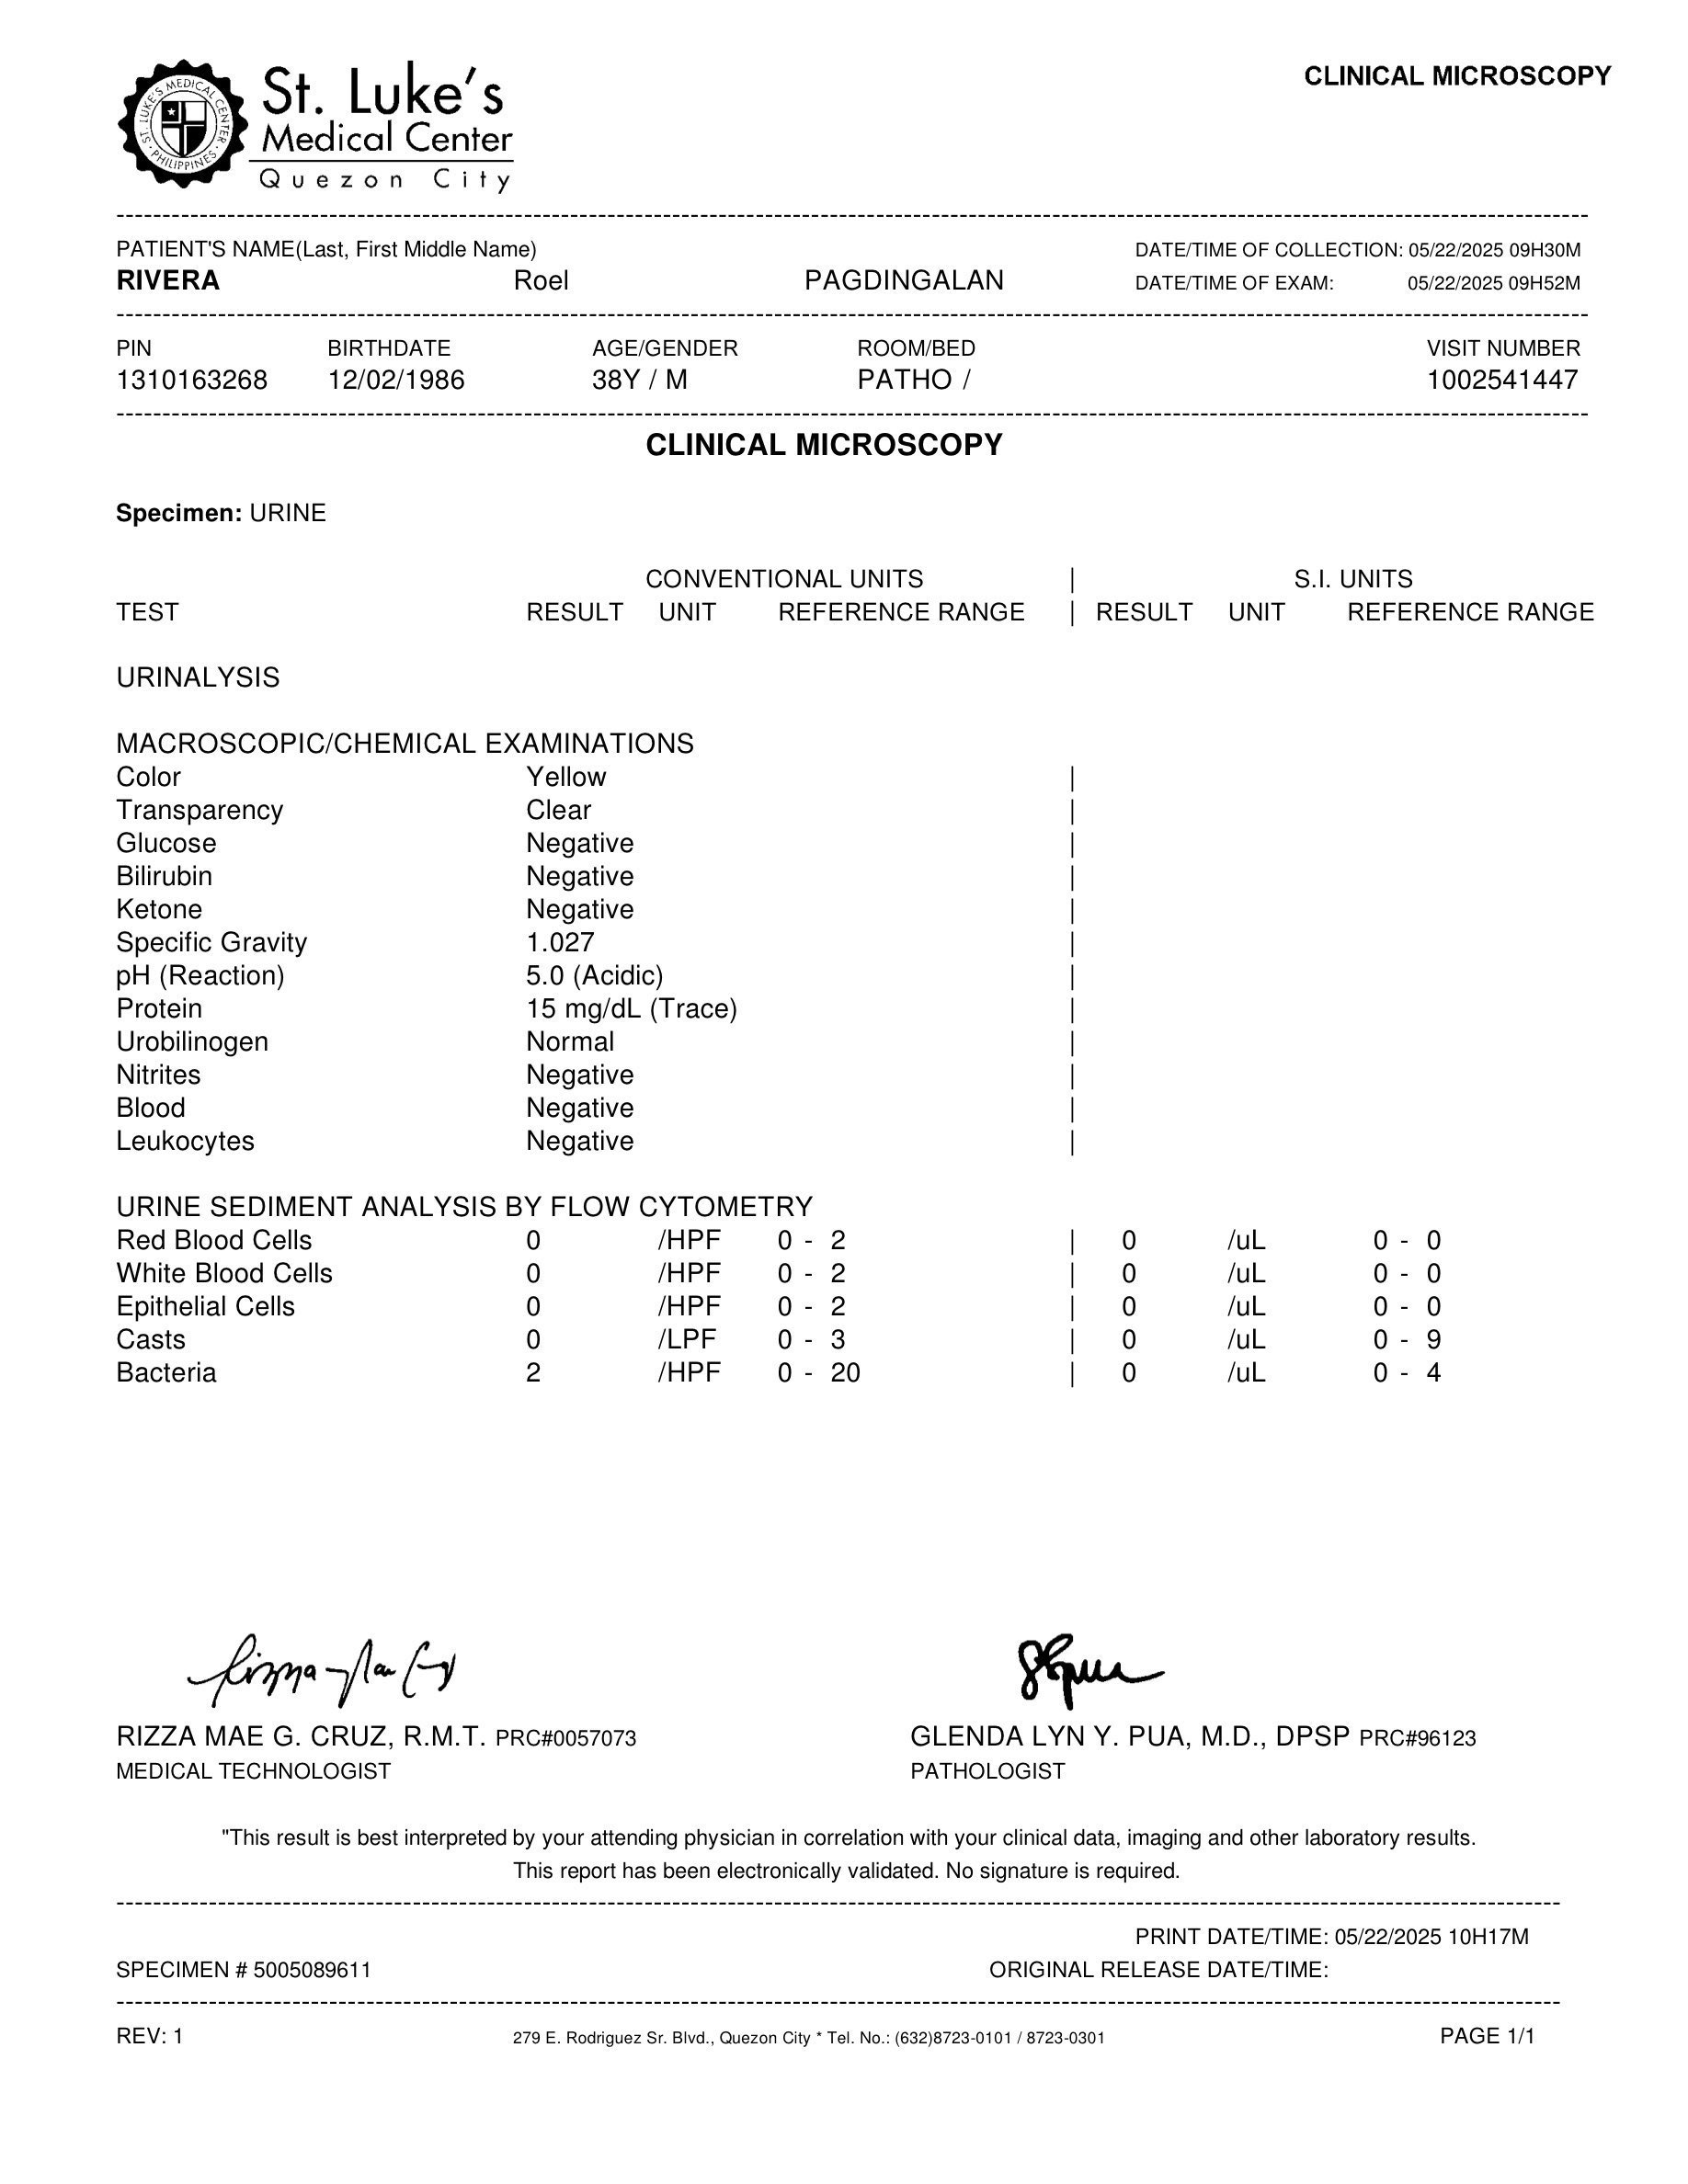 CLINICAL MICROSCOPY
ST. LUKE'S MEDICAL CENTER
PHILIPPINES
St. Luke's
Medical Center
Quezon City
PATIENT'S NAME(Last, First Middle Name) DATE/TIME OF COLLECTION: 05/22/2025 09H30M
RIVERA Roel PAGDINGALAN DATE/TIME OF EXAM: 05/22/2025 09H52M
PIN BIRTHDATE AGE/GENDER ROOM/BED VISIT NUMBER
1310163268 12/02/1986 38Y / M PATHO / 1002541447
CLINICAL MICROSCOPY
Specimen: URINE
CONVENTIONAL UNITS | S.I. UNITS
TEST RESULT UNIT REFERENCE RANGE | RESULT UNIT REFERENCE RANGE
URINALYSIS
MACROSCOPIC/CHEMICAL EXAMINATIONS
Color Yellow |
Transparency Clear |
Glucose Negative |
Bilirubin Negative |
Ketone Negative |
Specific Gravity 1.027 |
pH (Reaction) 5.0 (Acidic) |
Protein 15 mg/dL (Trace) |
Urobilinogen Normal |
Nitrites Negative |
Blood Negative |
Leukocytes Negative |
URINE SEDIMENT ANALYSIS BY FLOW CYTOMETRY
Red Blood Cells 0 /HPF 0 - 2 | 0 /uL 0 - 0
White Blood Cells 0 /HPF 0 - 2 | 0 /uL 0 - 0
Epithelial Cells 0 /HPF 0 - 2 | 0 /uL 0 - 0
Casts 0 /LPF 0 - 3 | 0 /uL 0 - 9
Bacteria 2 /HPF 0 - 20 | 0 /uL 0 - 4
RIZZA MAE G. CRUZ, R.M.T. PRC#0057073 GLENDA LYN Y. PUA, M.D., DPSP PRC#96123
MEDICAL TECHNOLOGIST PATHOLOGIST
"This result is best interpreted by your attending physician in correlation with your clinical data, imaging and other laboratory results.
This report has been electronically validated. No signature is required.
PRINT DATE/TIME: 05/22/2025 10H17M
SPECIMEN # 5005089611 ORIGINAL RELEASE DATE/TIME:
REV: 1 279 E. Rodriguez Sr. Blvd., Quezon City * Tel. No.: (632)8723-0101 / 8723-0301 PAGE 1/1